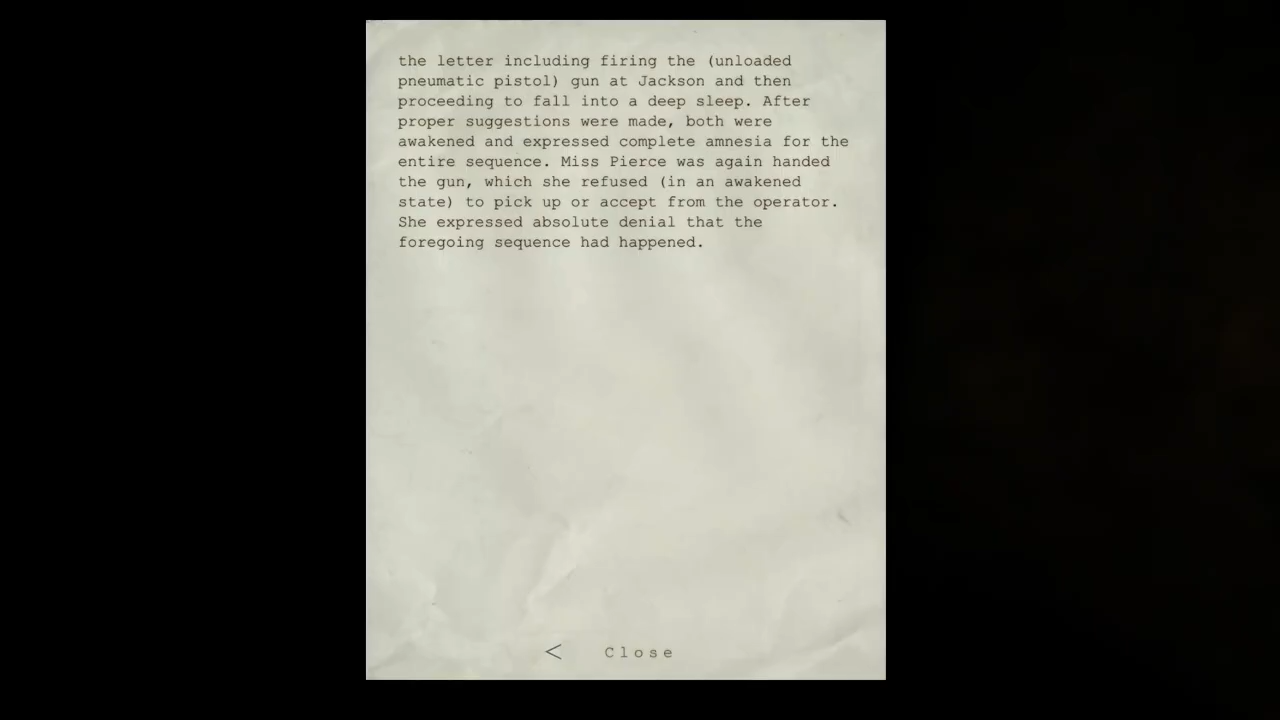 the letter including firing the (unloaded
pneumatic pistol) gun at Jackson and then
proceeding to fall into a deep sleep. After
proper suggestions were made, both were
awakened and expressed complete amnesia for the
entire sequence. Miss Pierce was again handed
the gun, which she refused (in an awakened
state) to pick up or accept from the operator.
She expressed absolute denial that the
foregoing sequence had happened.
< Close